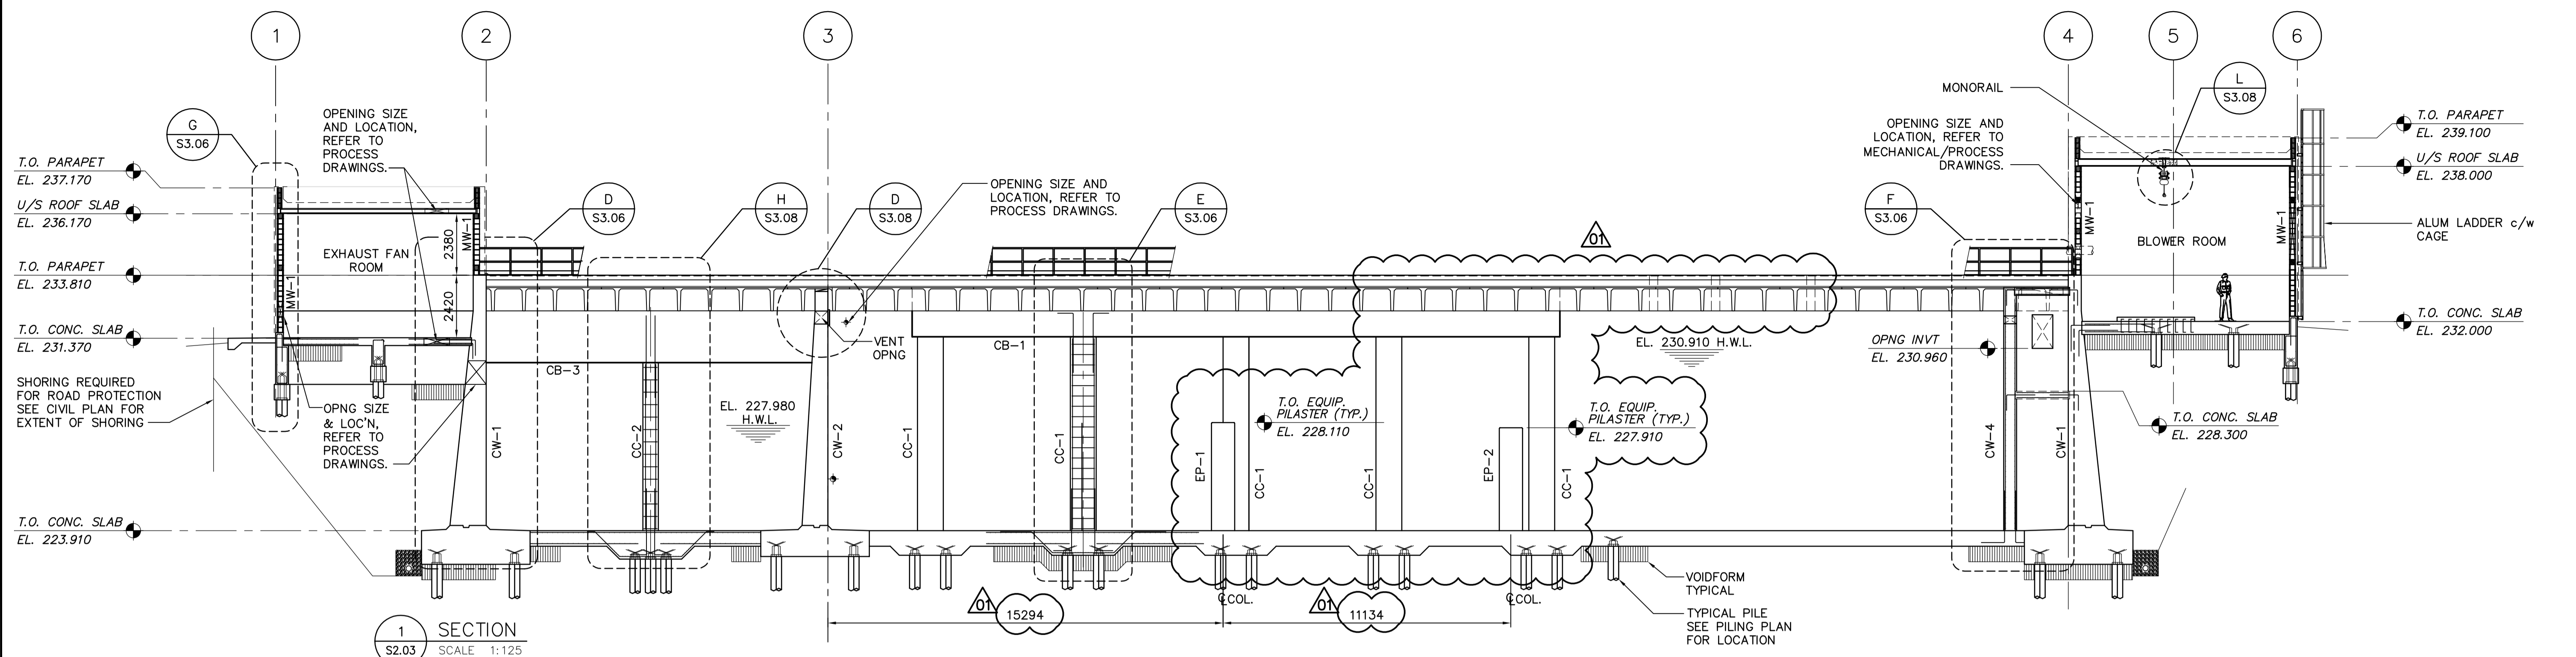 1
2
3
4
5
6
G
S3.06
OPENING SIZE
AND LOCATION,
REFER TO
PROCESS
DRAWINGS.
T.O. PARAPET
EL. 237.170
U/S ROOF SLAB
EL. 236.170
T.O. PARAPET
EL. 233.810
T.O. CONC. SLAB
EL. 231.370
SHORING REQUIRED
FOR ROAD PROTECTION
SEE CIVIL PLAN FOR
EXTENT OF SHORING
T.O. CONC. SLAB
EL. 223.910
EXHAUST FAN
ROOM
MW-1
MW-1
2380
2420
OPNG SIZE
& LOC'N,
REFER TO
PROCESS
DRAWINGS.
D
S3.06
H
S3.08
D
S3.08
OPENING SIZE AND
LOCATION, REFER TO
PROCESS DRAWINGS.
E
S3.06
01
CB-3
VENT
OPNG
CB-1
EL. 227.980
H.W.L.
CW-1
CC-2
CW-2
CC-1
CC-1
EP-1
CC-1
CC-1
EP-2
CC-1
T.O. EQUIP.
PILASTER (TYP.)
EL. 228.110
T.O. EQUIP.
PILASTER (TYP.)
EL. 227.910
EL. 230.910 H.W.L.
MONORAIL
L
S3.08
OPENING SIZE AND
LOCATION, REFER TO
MECHANICAL/PROCESS
DRAWINGS.
F
S3.06
MW-1
BLOWER ROOM
MW-1
T.O. PARAPET
EL. 239.100
U/S ROOF SLAB
EL. 238.000
ALUM LADDER c/w
CAGE
T.O. CONC. SLAB
EL. 232.000
OPNG INVT
EL. 230.960
T.O. CONC. SLAB
EL. 228.300
CW-4
CW-1
VOIDFORM
TYPICAL
TYPICAL PILE
SEE PILING PLAN
FOR LOCATION
01
15294
℄COL.
01
11134
℄COL.
1
S2.03
SECTION
SCALE 1:125